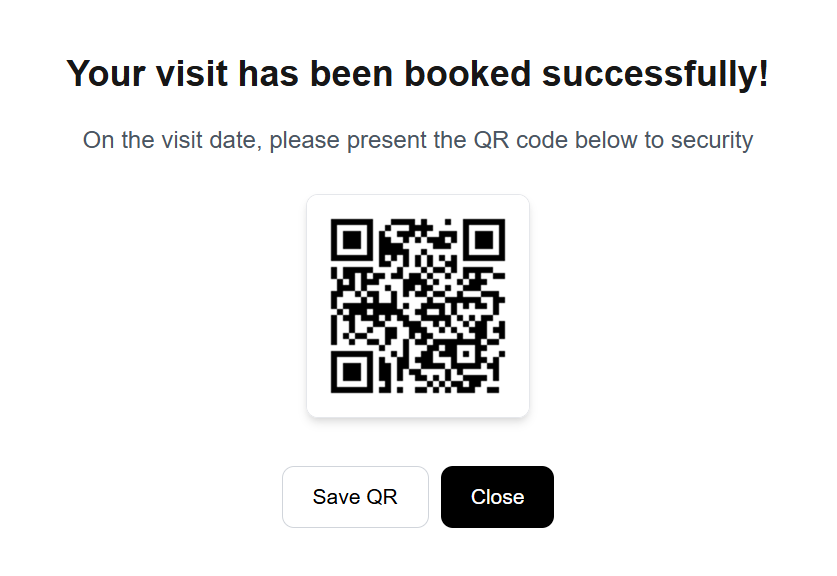 Your visit has been booked successfully!
On the visit date, please present the QR code below to security
Save QR
Close